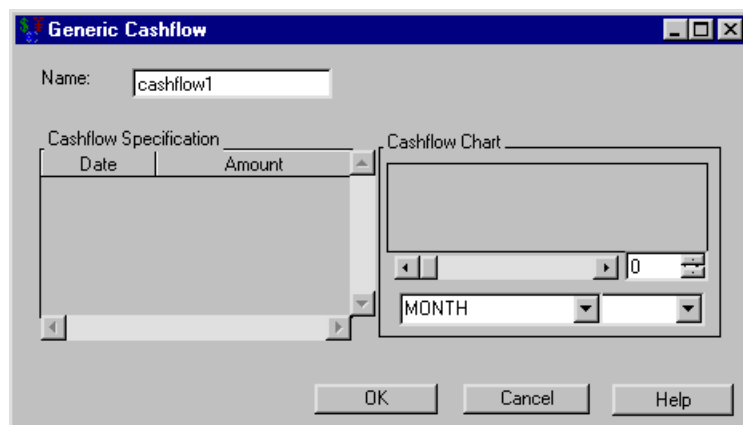 Generic Cashflow
Name: cashflow1
Cashflow Specification
Date Amount
Cashflow Chart
0
MONTH
OK Cancel Help